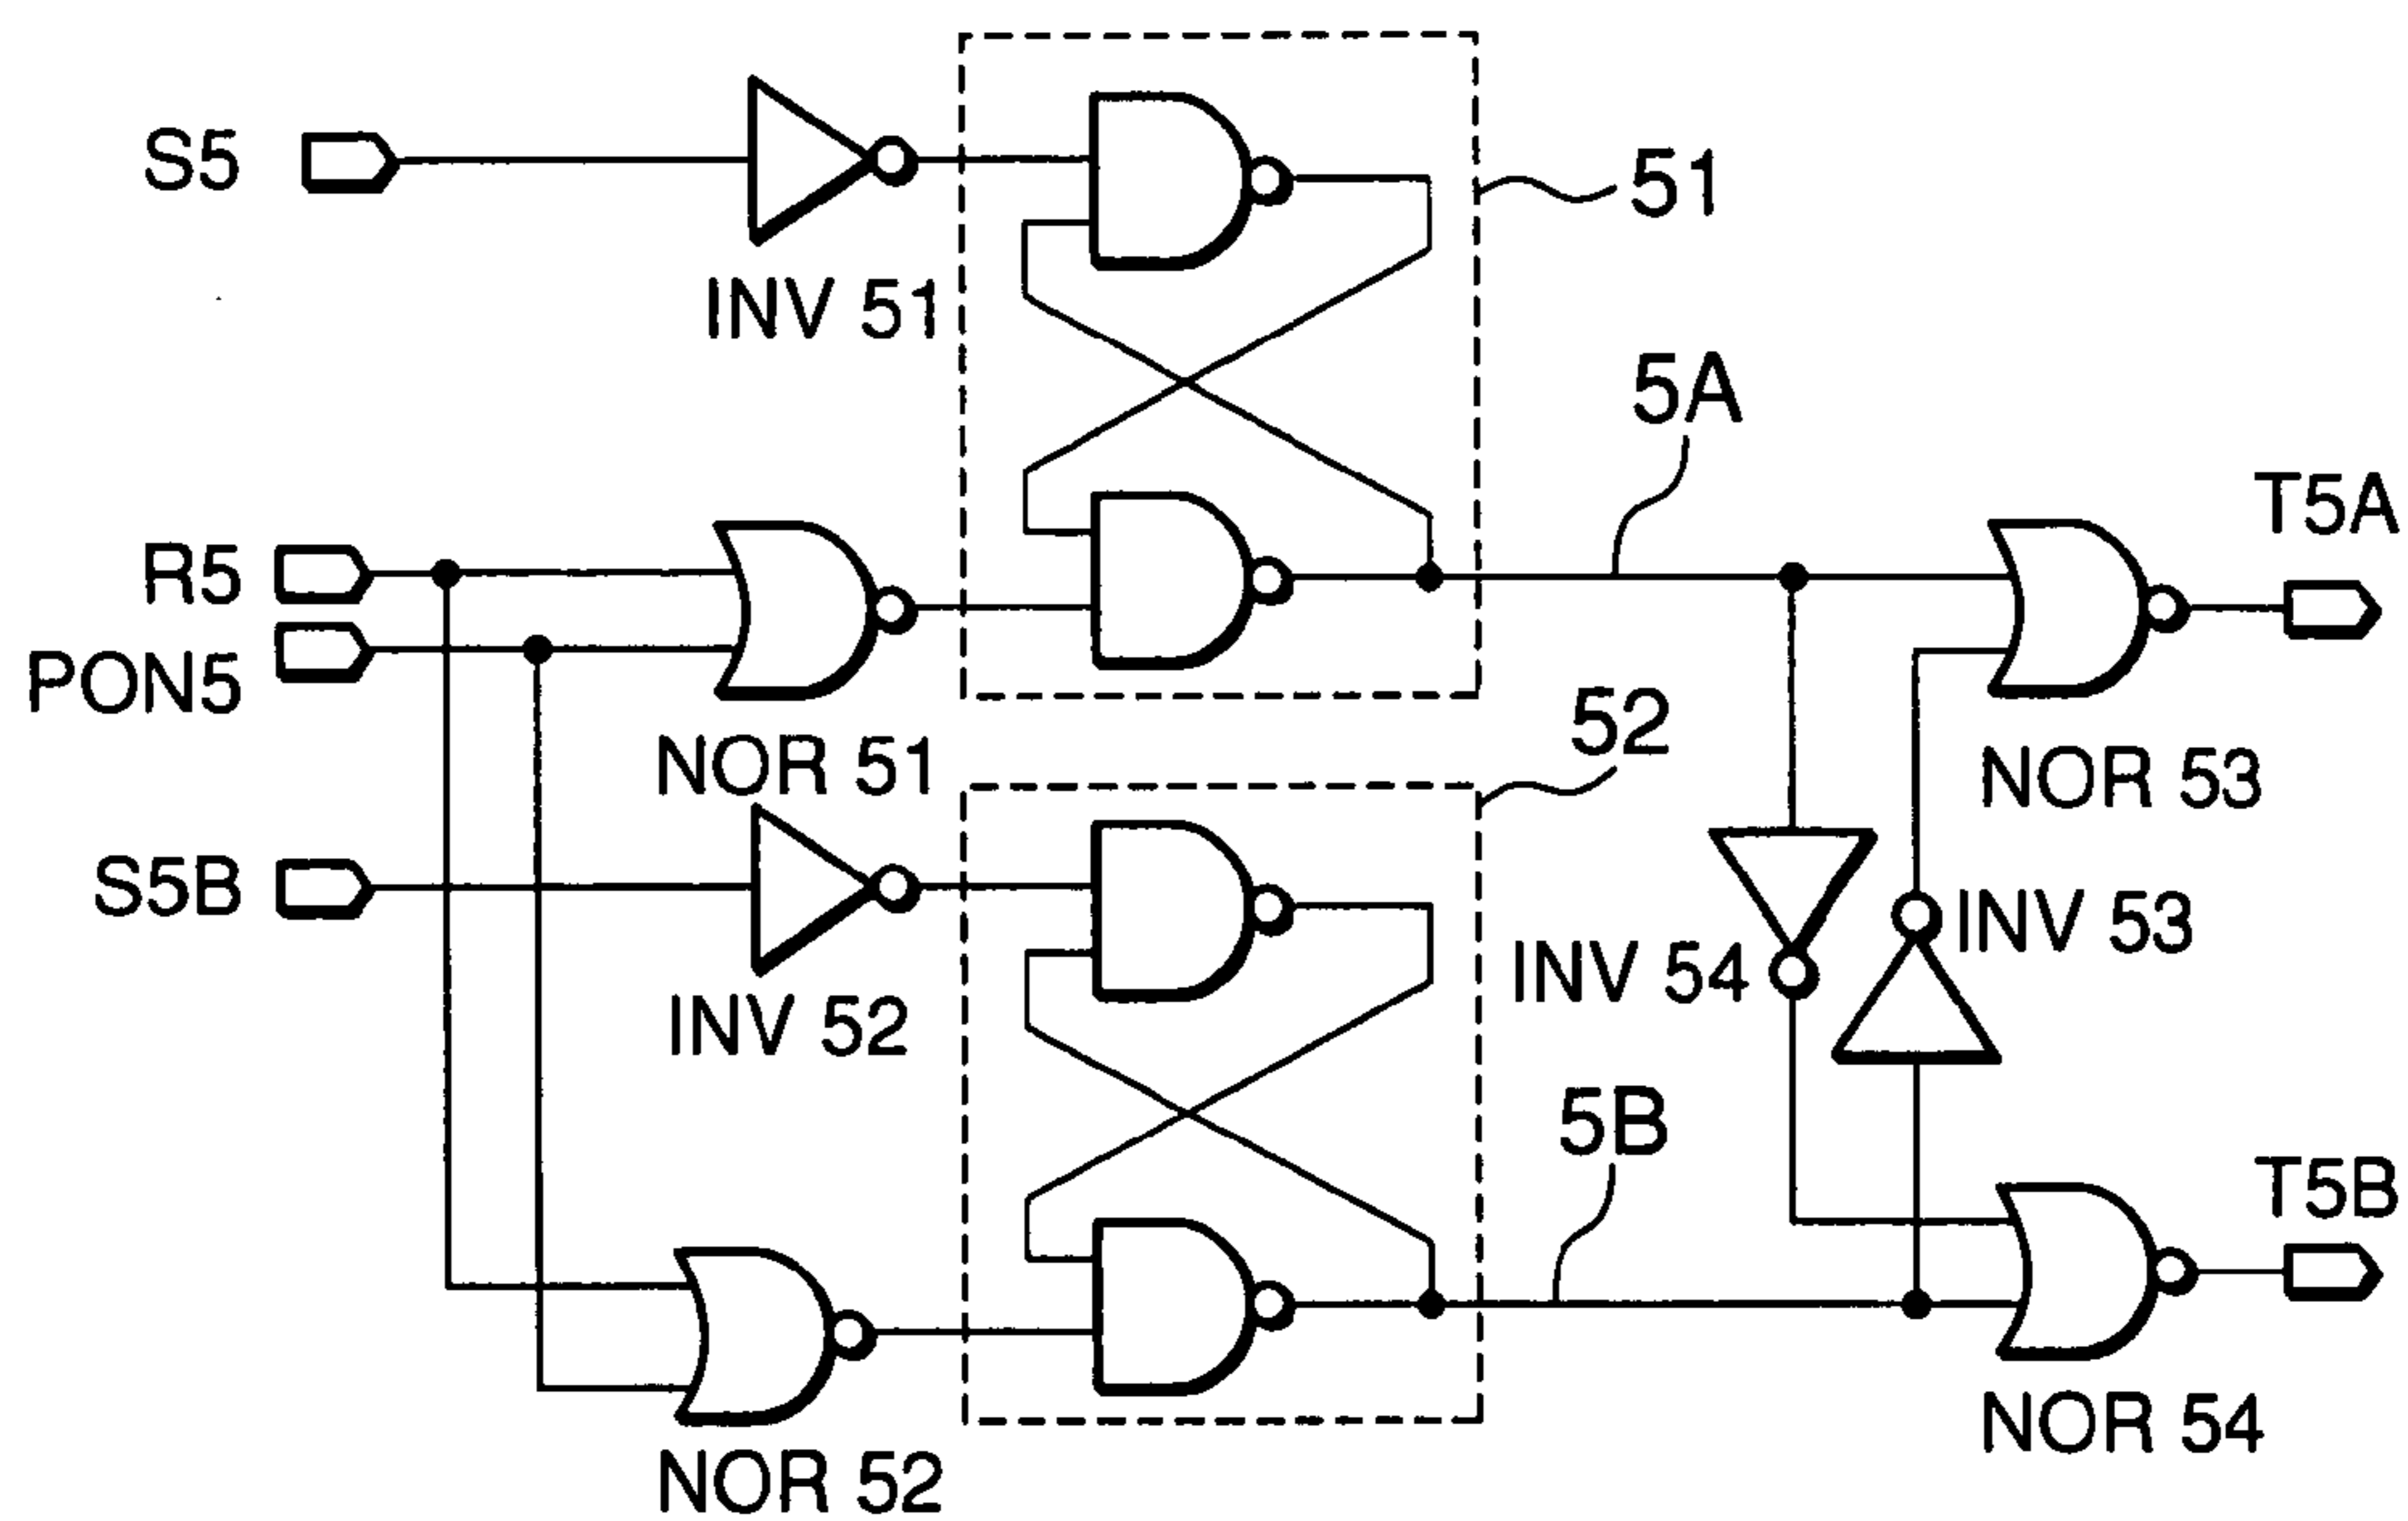 S5
INV 51
51
5A
T5A
R5
PON5
NOR 51
52
NOR 53
S5B
INV 52
INV 54
INV 53
5B
T5B
NOR 52
NOR 54